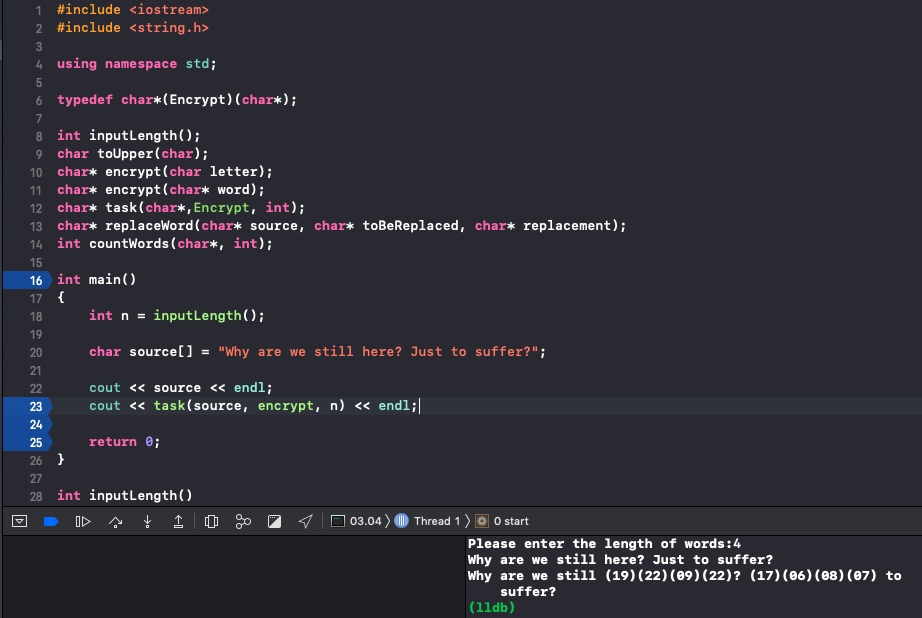 1 #include <iostream>
2 #include <string.h>
3
4 using namespace std;
5
6 typedef char*(Encrypt)(char*);
7
8 int inputLength();
9 char toUpper(char);
10 char* encrypt(char letter);
11 char* encrypt(char* word);
12 char* task(char*,Encrypt, int);
13 char* replaceWord(char* source, char* toBeReplaced, char* replacement);
14 int countWords(char*, int);
15
16 int main()
17 {
18     int n = inputLength();
19
20     char source[] = "Why are we still here? Just to suffer?";
21
22     cout << source << endl;
23     cout << task(source, encrypt, n) << endl;
24
25     return 0;
26 }
27
28 int inputLength()
03.04 Thread 1 0 start
Please enter the length of words:4
Why are we still here? Just to suffer?
Why are we still (19)(22)(09)(22)? (17)(06)(08)(07) to
suffer?
(lldb)